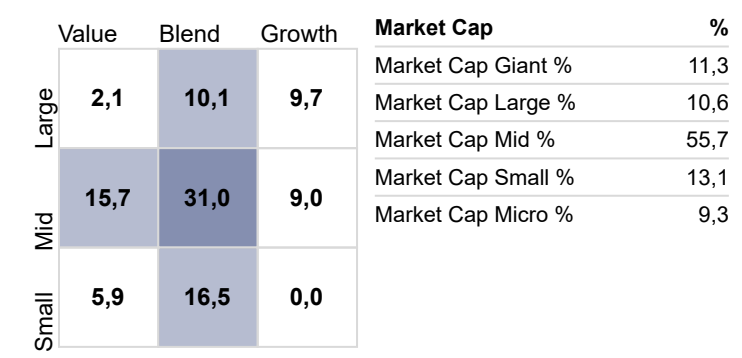 Value Blend Growth
Large 2,1 10,1 9,7
Mid 15,7 31,0 9,0
Small 5,9 16,5 0,0
Market Cap %
Market Cap Giant % 11,3
Market Cap Large % 10,6
Market Cap Mid % 55,7
Market Cap Small % 13,1
Market Cap Micro % 9,3